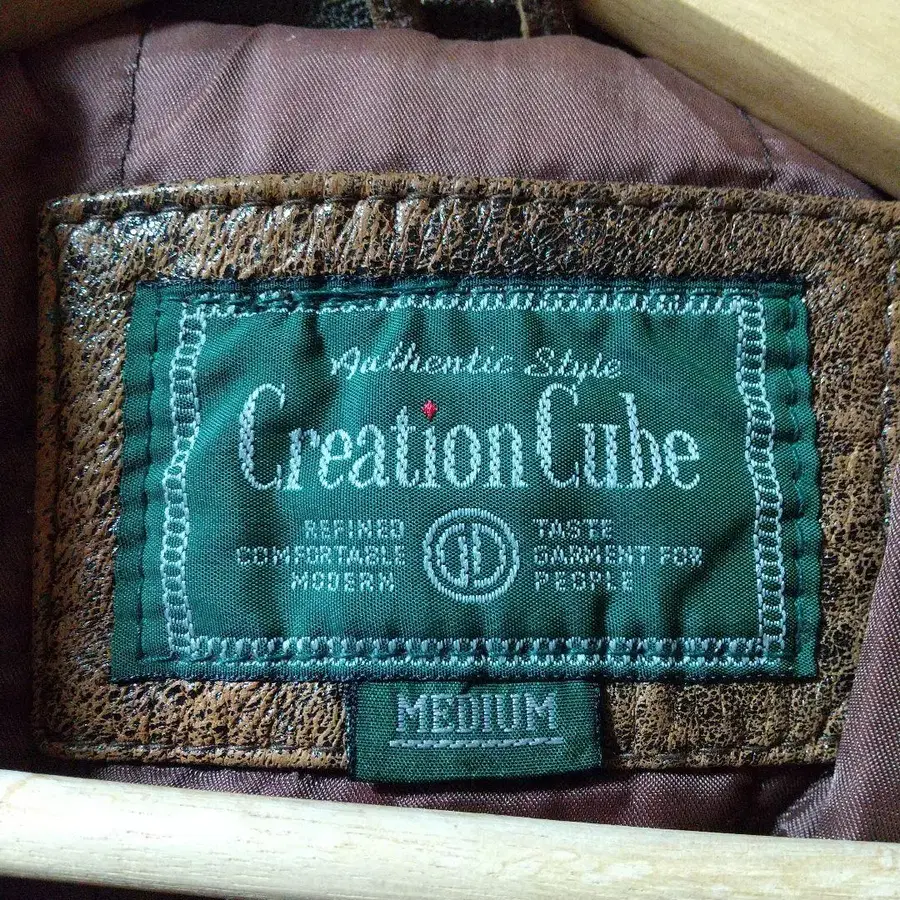 Authentic Style
Creation Cube
REFINED TASTE
COMFORTABLE GARMENT FOR
MODERN PEOPLE
MEDIUM